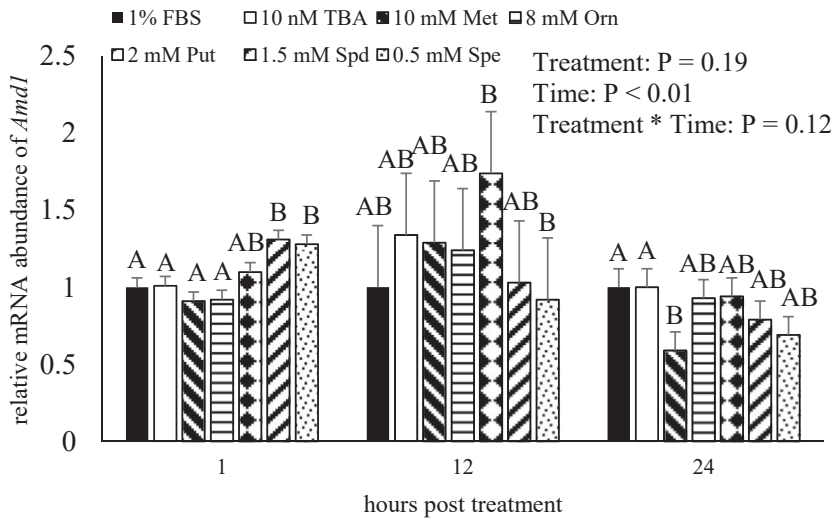 1% FBS 10 nM TBA 10 mM Met 8 mM Orn
2 mM Put 1.5 mM Spd 0.5 mM Spe
Treatment: P = 0.19
Time: P < 0.01
Treatment * Time: P = 0.12
relative mRNA abundance of Amd1
2.5
2
1.5
1
0.5
0
A A A A AB B B
AB AB AB AB B AB B
A A B AB AB AB AB
1 12 24
hours post treatment